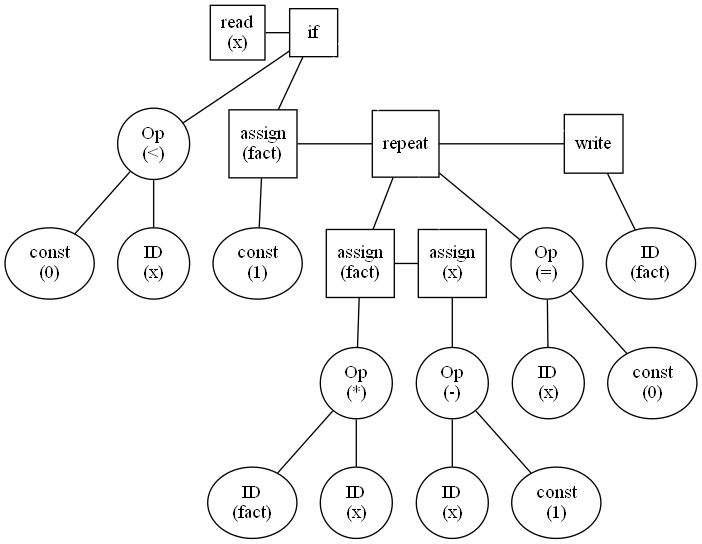 read
(x)
if
Op
(<)
assign
(fact)
repeat
write
const
(0)
ID
(x)
const
(1)
assign
(fact)
assign
(x)
Op
(=)
ID
(fact)
Op
(*)
Op
(-)
ID
(x)
const
(0)
ID
(fact)
ID
(x)
ID
(x)
const
(1)